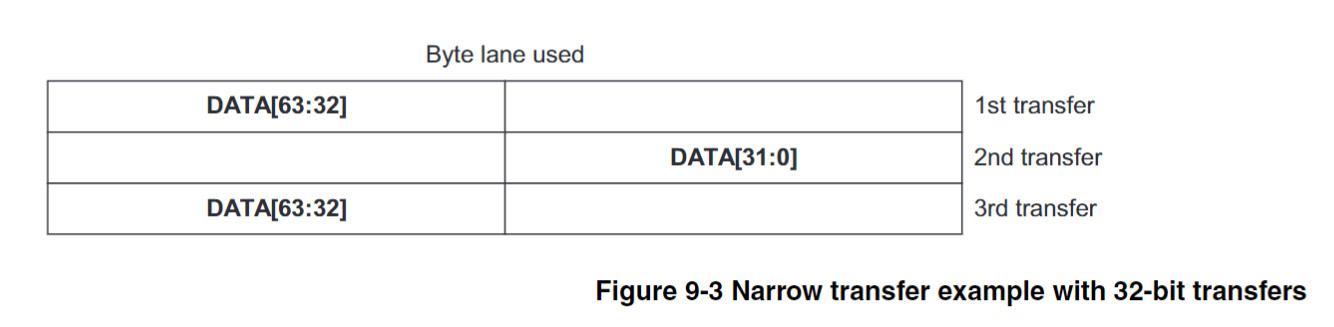 Byte lane used
DATA[63:32] 1st transfer
DATA[31:0] 2nd transfer
DATA[63:32] 3rd transfer
Figure 9-3 Narrow transfer example with 32-bit transfers